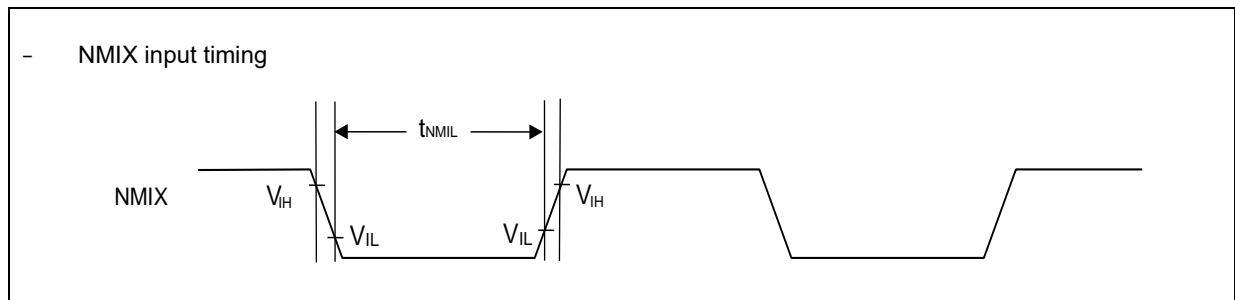 – NMIX input timing
tNMIL
NMIX
VIH
VIH
VIL
VIL